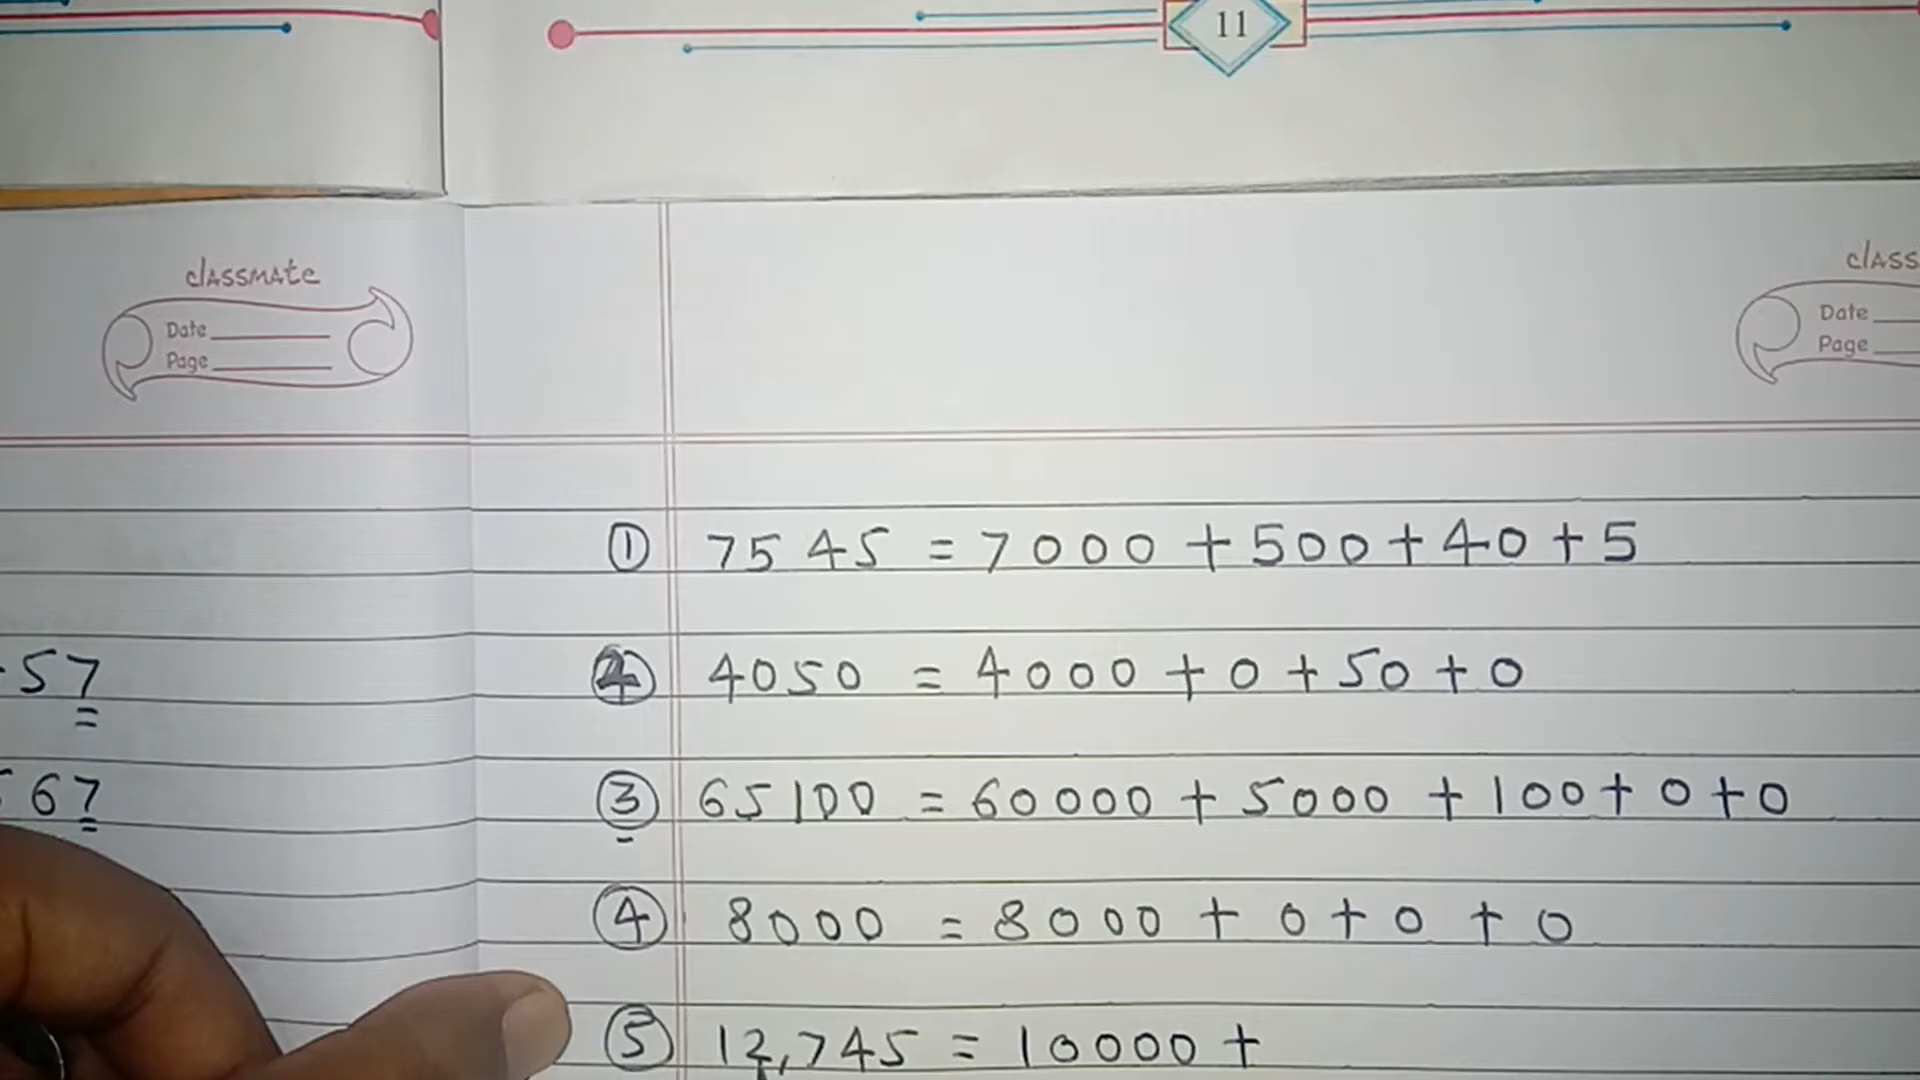 11
classmate
Date
Page
class
Date
Page
57
67
① 7545 = 7000 + 500 + 40 + 5
4050 = 4000 + 0 + 50 + 0
③ 65100 = 60000 + 5000 + 100 + 0 + 0
④ 8000 = 8000 + 0 + 0 + 0
⑤ 12,745 = 10000 +